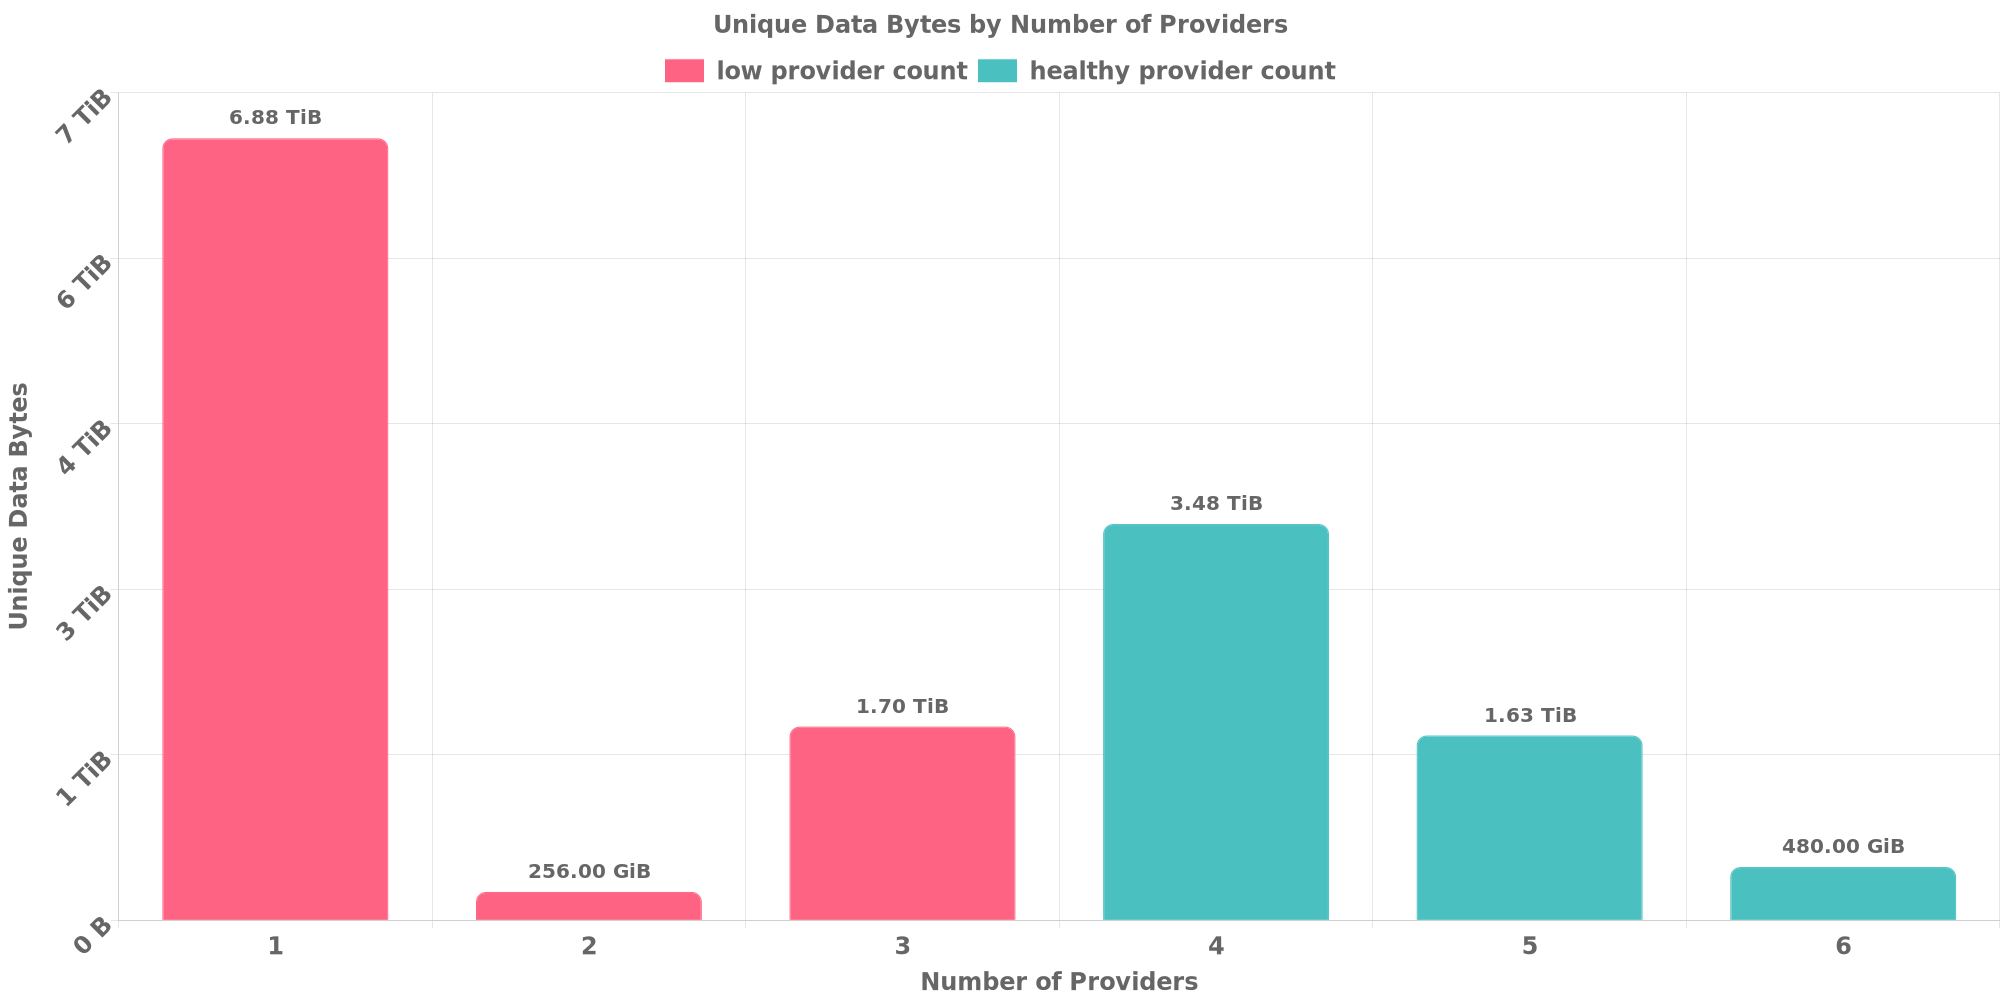 Unique Data Bytes by Number of Providers
low provider count healthy provider count
7 TiB
6 TiB
4 TiB
3 TiB
1 TiB
0 B
Unique Data Bytes
6.88 TiB
256.00 GiB
1.70 TiB
3.48 TiB
1.63 TiB
480.00 GiB
1 2 3 4 5 6
Number of Providers